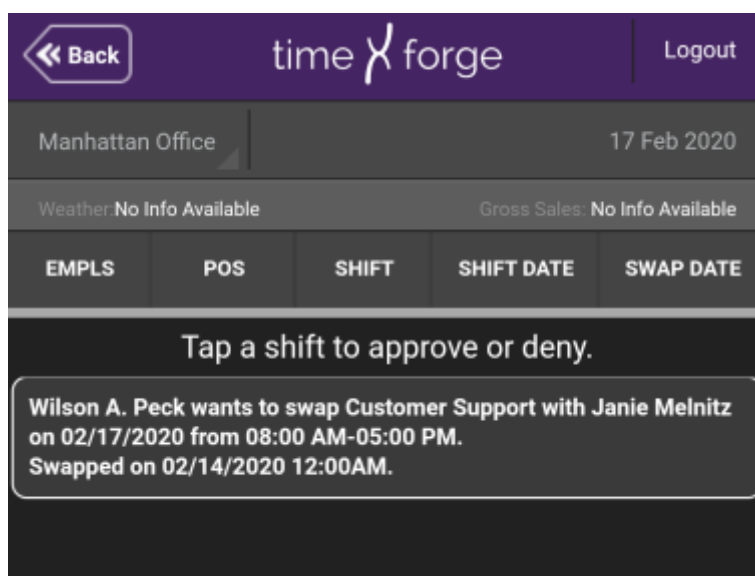 Back
time forge
Logout
Manhattan Office
17 Feb 2020
Weather:No Info Available
Gross Sales: No Info Available
EMPLS
POS
SHIFT
SHIFT DATE
SWAP DATE
Tap a shift to approve or deny.
Wilson A. Peck wants to swap Customer Support with Janie Melnitz
on 02/17/2020 from 08:00 AM-05:00 PM.
Swapped on 02/14/2020 12:00AM.